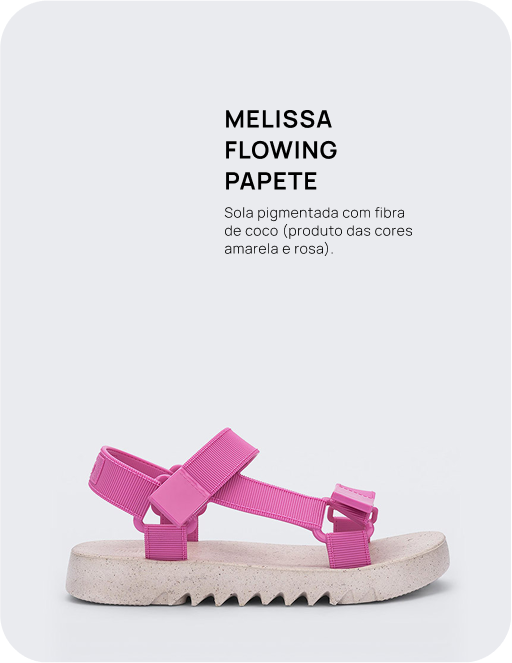 MELISSA
FLOWING
PAPETE
Sola pigmentada com fibra
de coco (produto das cores
amarela e rosa).